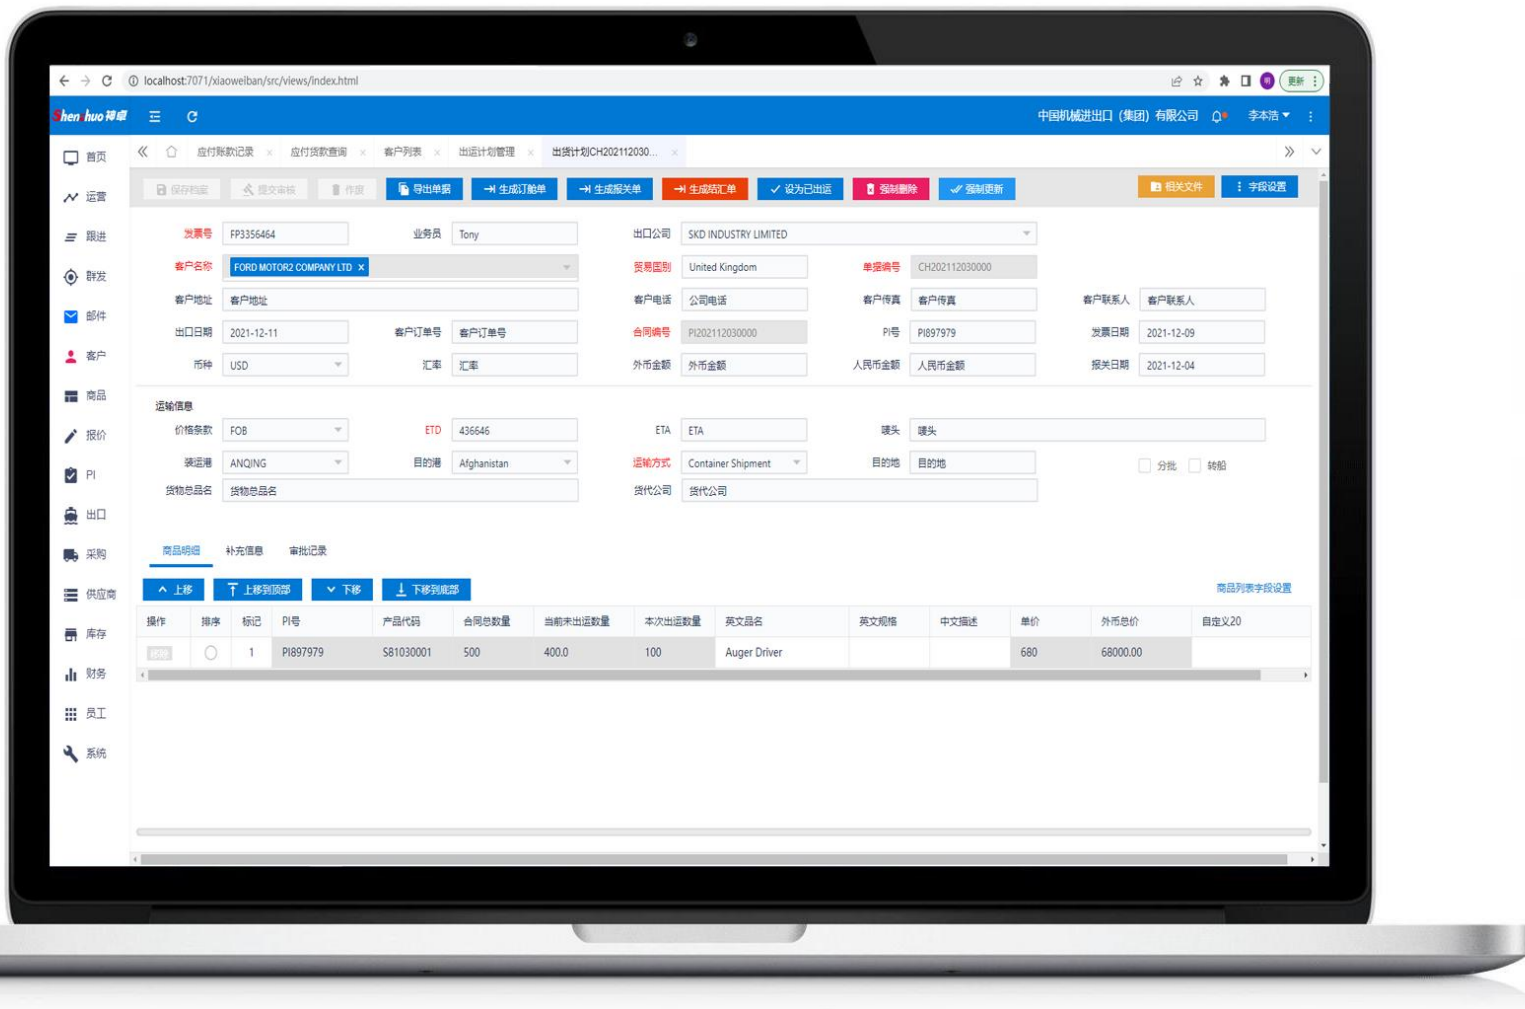 localhost:7071/xiaoweiban/src/views/index.html
明 更新
Shenzhuo神卓 中国机械进出口（集团）有限公司 李本浩
应付账款记录 × 应付货款查询 × 客户列表 × 出运计划管理 × 出货计划CH202112030... ×
首页
运营
跟进
群发
邮件
客户
商品
报价
PI
出口
采购
供应商
库存
财务
员工
系统
保存档案 提交审核 作废 导出单据 生成订舱单 生成报关单 生成结汇单 设为已出运 强制删除 强制更新 相关文件 字段设置
发票号 FP3356464 业务员 Tony 出口公司 SKD INDUSTRY LIMITED
客户名称 FORD MOTOR2 COMPANY LTD × 贸易国别 United Kingdom 单据编号 CH202112030000
客户地址 客户地址 客户电话 公司电话 客户传真 客户传真 客户联系人 客户联系人
出口日期 2021-12-11 客户订单号 客户订单号 合同编号 PI202112030000 PI号 PI897979 发票日期 2021-12-09
币种 USD 汇率 汇率 外币金额 外币金额 人民币金额 人民币金额 报关日期 2021-12-04
运输信息
价格条款 FOB ETD 436646 ETA ETA 唛头 唛头
装运港 ANQING 目的港 Afghanistan 运输方式 Container Shipment 目的地 目的地 分批 转船
货物总品名 货物总品名 货代公司 货代公司
商品明细 补充信息 审批记录
上移 上移到顶部 下移 下移到底部 商品列表字段设置
操作 排序 标记 PI号 产品代码 合同总数量 当前未出运数量 本次出运数量 英文品名 英文规格 中文描述 单价 外币总价 自定义20
移除 1 PI897979 S81030001 500 400.0 100 Auger Driver 680 68000.00